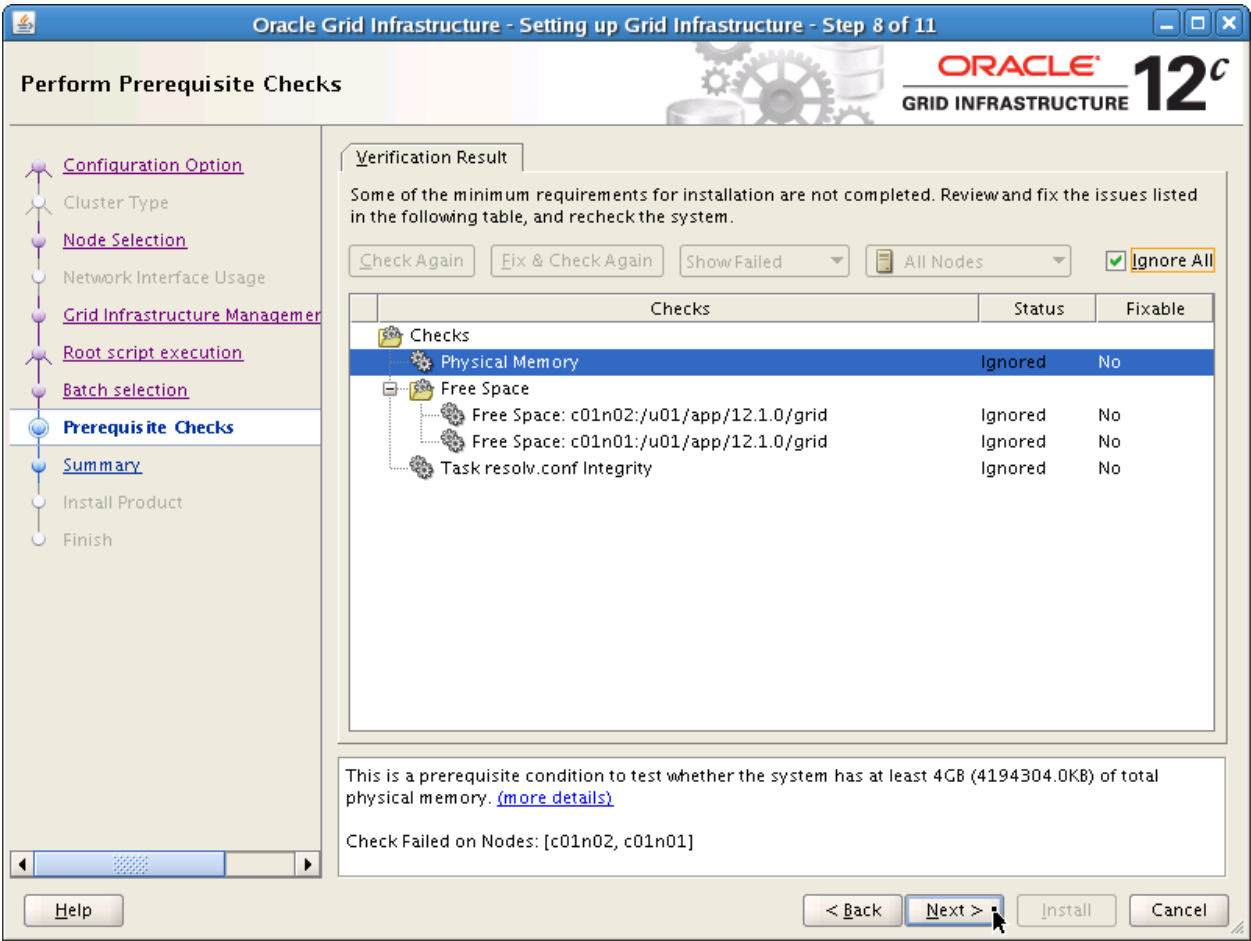 Oracle Grid Infrastructure - Setting up Grid Infrastructure - Step 8 of 11
Perform Prerequisite Checks
ORACLE
GRID INFRASTRUCTURE
12c
Configuration Option
Cluster Type
Node Selection
Network Interface Usage
Grid Infrastructure Managemer
Root script execution
Batch selection
Prerequisite Checks
Summary
Install Product
Finish
Verification Result
Some of the minimum requirements for installation are not completed. Review and fix the issues listed
in the following table, and recheck the system.
Check Again
Fix & Check Again
Show Failed
All Nodes
Ignore All
Checks Status Fixable
Checks
Physical Memory Ignored No
Free Space
Free Space: c01n02:/u01/app/12.1.0/grid Ignored No
Free Space: c01n01:/u01/app/12.1.0/grid Ignored No
Task resolv.conf Integrity Ignored No
This is a prerequisite condition to test whether the system has at least 4GB (4194304.0KB) of total
physical memory. (more details)
Check Failed on Nodes: [c01n02, c01n01]
Help
< Back
Next >
Install
Cancel